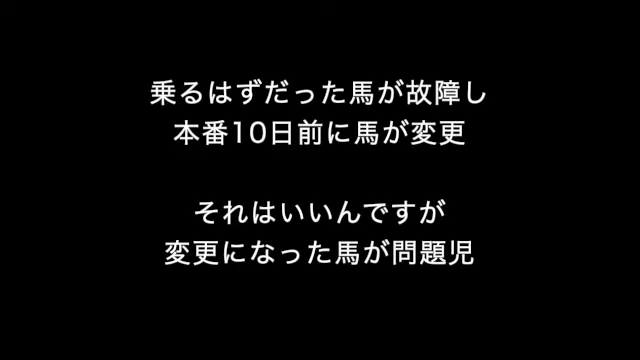 乗るはずだった馬が故障し
本番10日前に馬が変更
それはいいんですが
変更になった馬が問題児